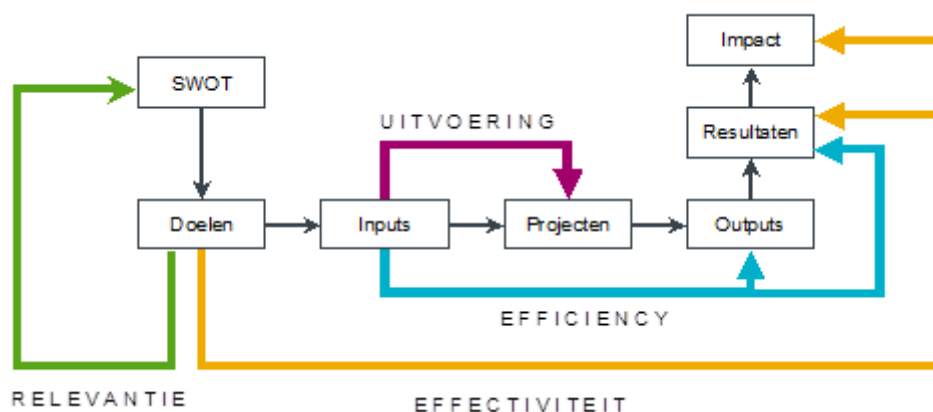 Impact
SWOT
UITVOERING
Resultaten
Doelen
Inputs
Projecten
Outputs
EFFICIENCY
RELEVANTIE
EFFECTIVITEIT